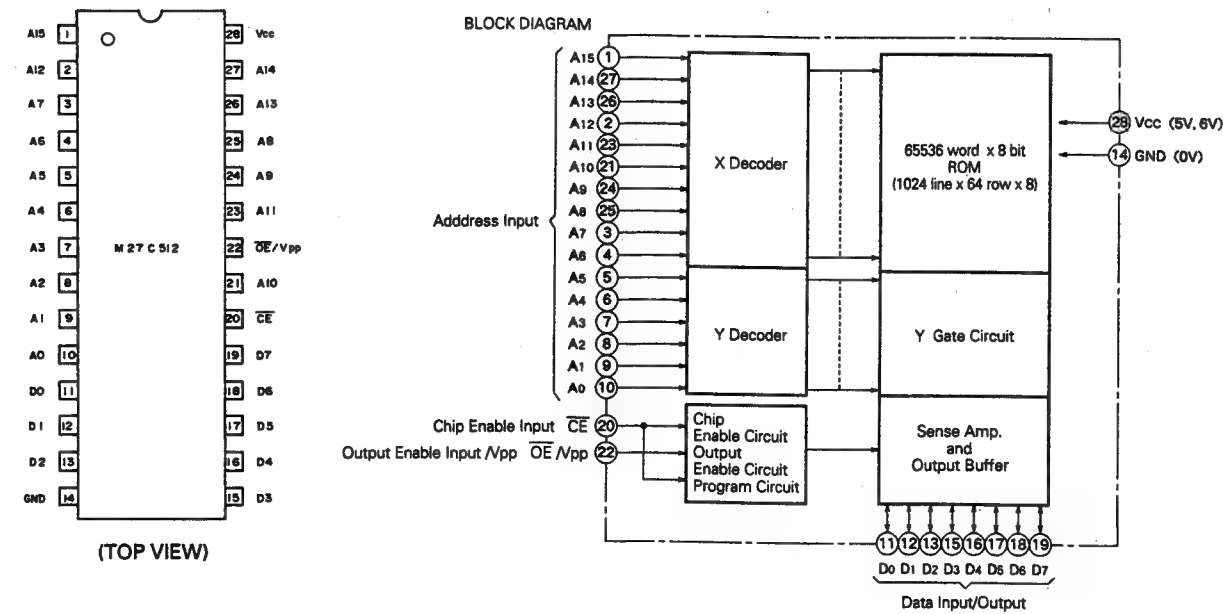 A15 1 28 Vcc
A12 2 27 A14
A7 3 26 A13
A6 4 25 A8
A5 5 24 A9
A4 6 23 A11
A3 7 M27C512 22 OE/Vpp
A2 8 21 A10
A1 9 20 CE
A0 10 19 D7
D0 11 18 D6
D1 12 17 D5
D2 13 16 D4
GND 14 15 D3
(TOP VIEW)
BLOCK DIAGRAM
Adddress Input
A15 1
A14 27
A13 26
A12 2
A11 23
A10 21
A9 24
A8 25
A7 3
A6 4
A5 5
A4 6
A3 7
A2 8
A1 9
A0 10
Chip Enable Input CE 20
Output Enable Input /Vpp OE /Vpp 22
X Decoder
Y Decoder
Chip
Enable Circuit
Output
Enable Circuit
Program Circuit
65536 word x 8 bit
ROM
(1024 line x 64 row x 8)
Y Gate Circuit
Sense Amp.
and
Output Buffer
28 Vcc (5V, 6V)
14 GND (0V)
11 12 13 15 16 17 18 19
D0 D1 D2 D3 D4 D5 D6 D7
Data Input/Output